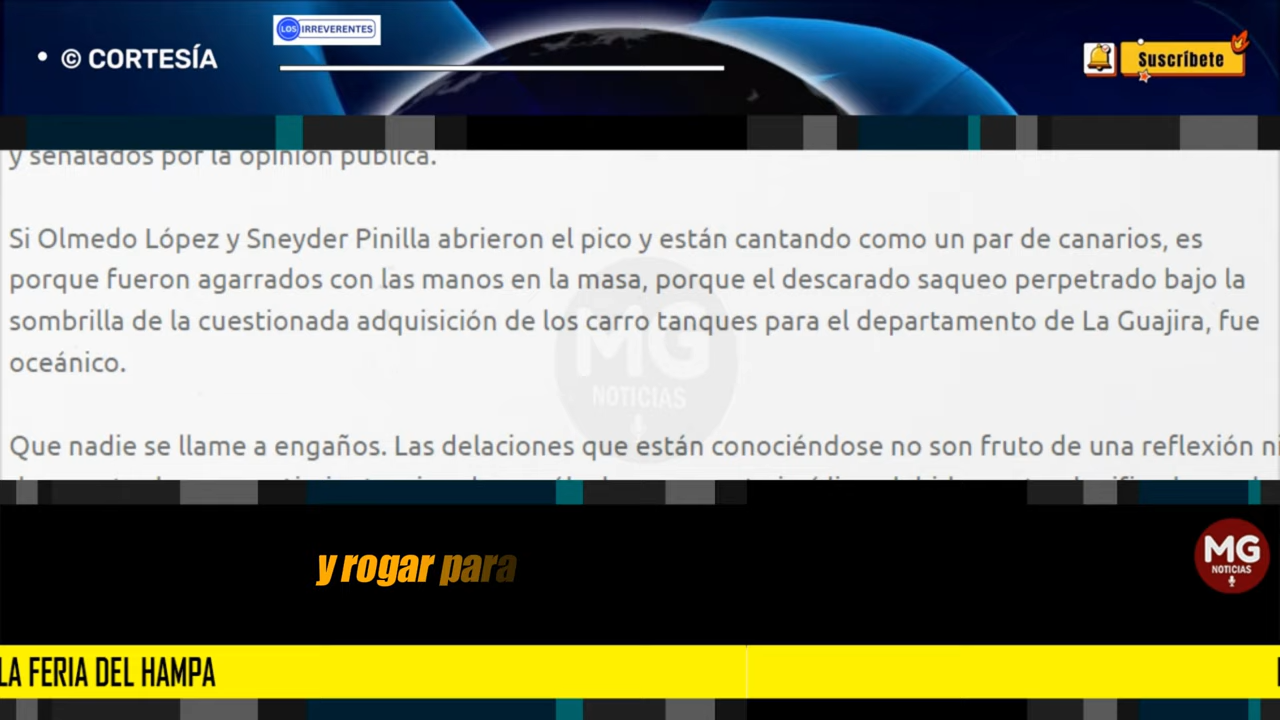 • © CORTESÍA
LOS IRREVERENTES
Suscríbete
y señalados por la opinión pública.
Si Olmedo López y Sneyder Pinilla abrieron el pico y están cantando como un par de canarios, es
porque fueron agarrados con las manos en la masa, porque el descarado saqueo perpetrado bajo la
sombrilla de la cuestionada adquisición de los carro tanques para el departamento de La Guajira, fue
oceánico.
MG
NOTICIAS
Que nadie se llame a engaños. Las delaciones que están conociéndose no son fruto de una reflexión ni
y rogar para
MG
NOTICIAS
LA FERIA DEL HAMPA